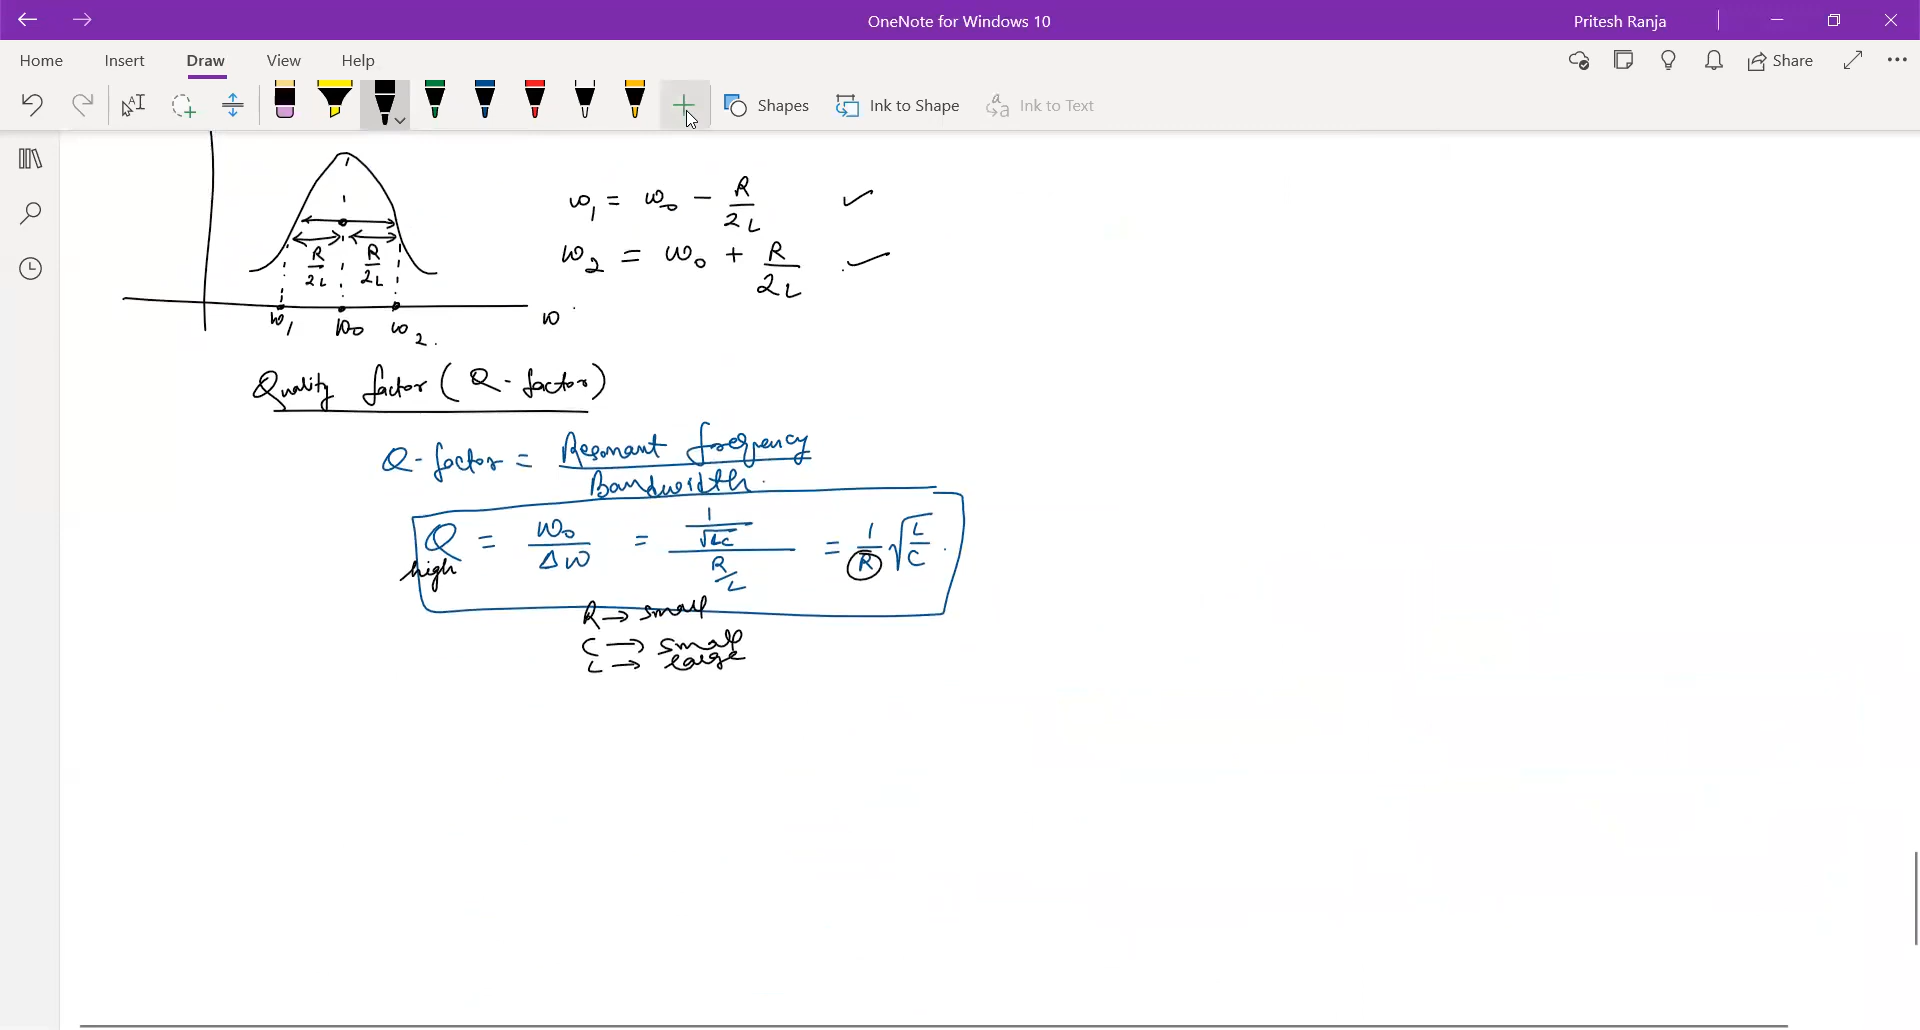 OneNote for Windows 10
Pritesh Ranja
Home Insert Draw View Help
Share
Shapes Ink to Shape Ink to Text
ω₁ = ω₀ − R/2L
ω₂ = ω₀ + R/2L
R/2L R/2L
ω₁ ω₀ ω₂ ω
Quality factor (Q-factor)
Q-factor = Resonant frequency / Bandwidth.
Q = ω₀/Δω = (1/√LC)/(R/L) = 1/R √(L/C).
high
R → small
C → small
L → large